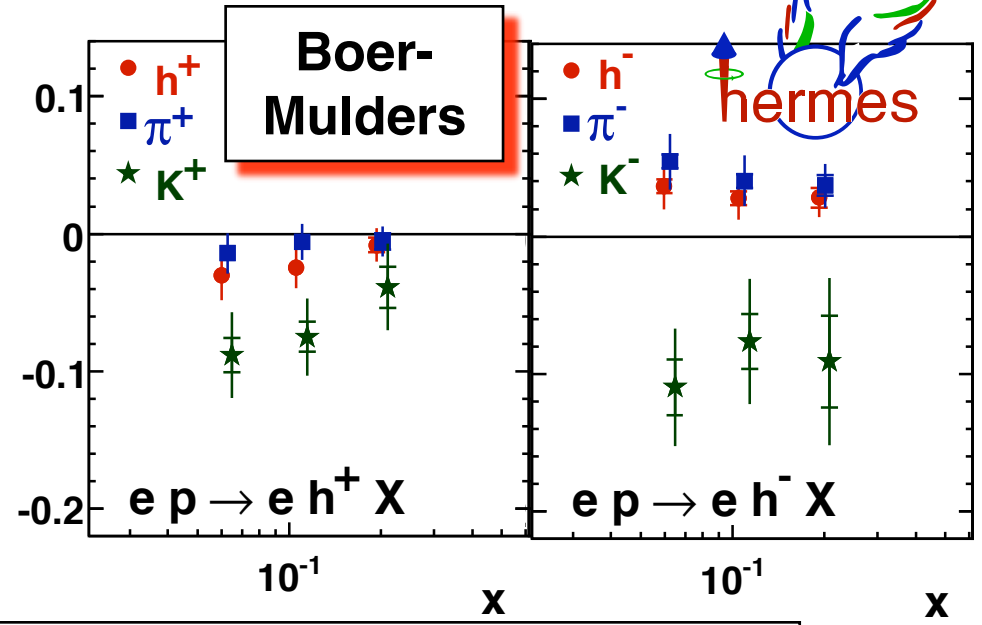 Boer-
Mulders
h⁺
π⁺
K⁺
0.1
0
-0.1
-0.2
e p → e h⁺ X
10⁻¹
x
h⁻
π⁻
K⁻
hermes
e p → e h⁻ X
10⁻¹
x